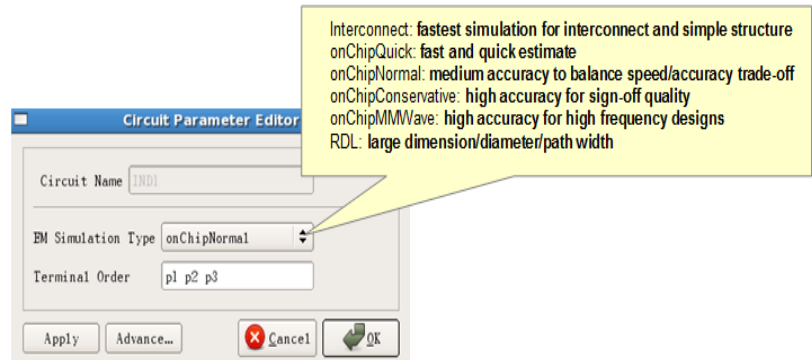 Interconnect: fastest simulation for interconnect and simple structure
onChipQuick: fast and quick estimate
onChipNormal: medium accuracy to balance speed/accuracy trade-off
onChipConservative: high accuracy for sign-off quality
onChipMMWave: high accuracy for high frequency designs
RDL: large dimension/diameter/path width
Circuit Parameter Editor
Circuit Name IND1
EM Simulation Type onChipNormal
Terminal Order p1 p2 p3
Apply Advance... Cancel OK